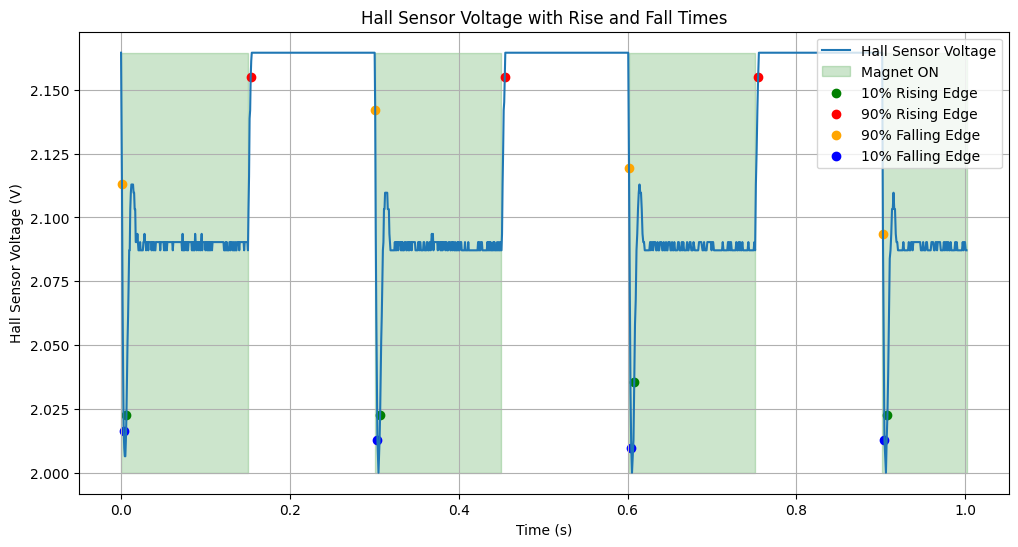 Hall Sensor Voltage with Rise and Fall Times
Hall Sensor Voltage
Magnet ON
10% Rising Edge
90% Rising Edge
90% Falling Edge
10% Falling Edge
Hall Sensor Voltage (V)
2.150
2.125
2.100
2.075
2.050
2.025
2.000
0.0 0.2 0.4 0.6 0.8 1.0
Time (s)